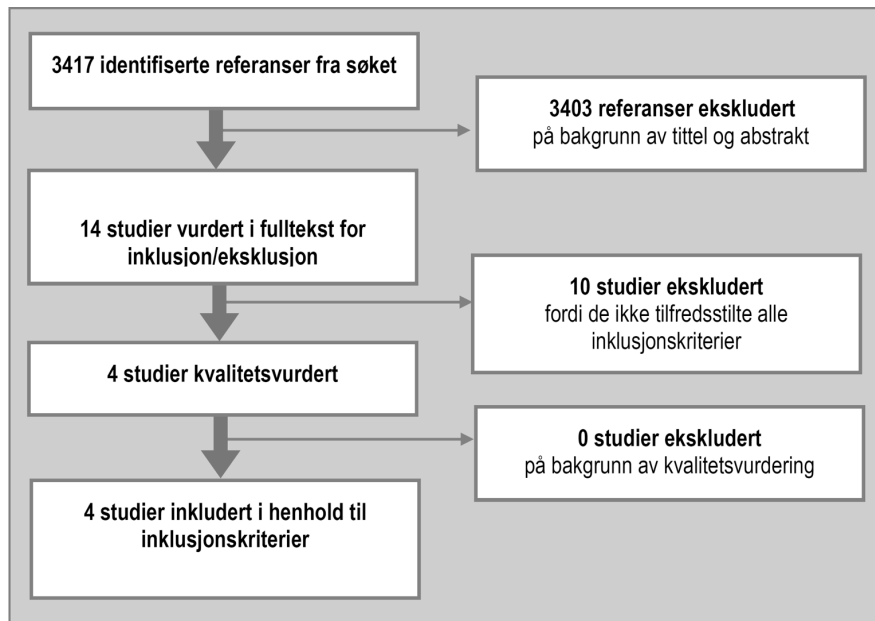 3417 identifiserte referanser fra søket
3403 referanser ekskludert
på bakgrunn av tittel og abstrakt
14 studier vurdert i fulltekst for
inklusjon/eksklusjon
10 studier ekskludert
fordi de ikke tilfredsstilte alle
inklusjonskriterier
4 studier kvalitetsvurdert
0 studier ekskludert
på bakgrunn av kvalitetsvurdering
4 studier inkludert i henhold til
inklusjonskriterier